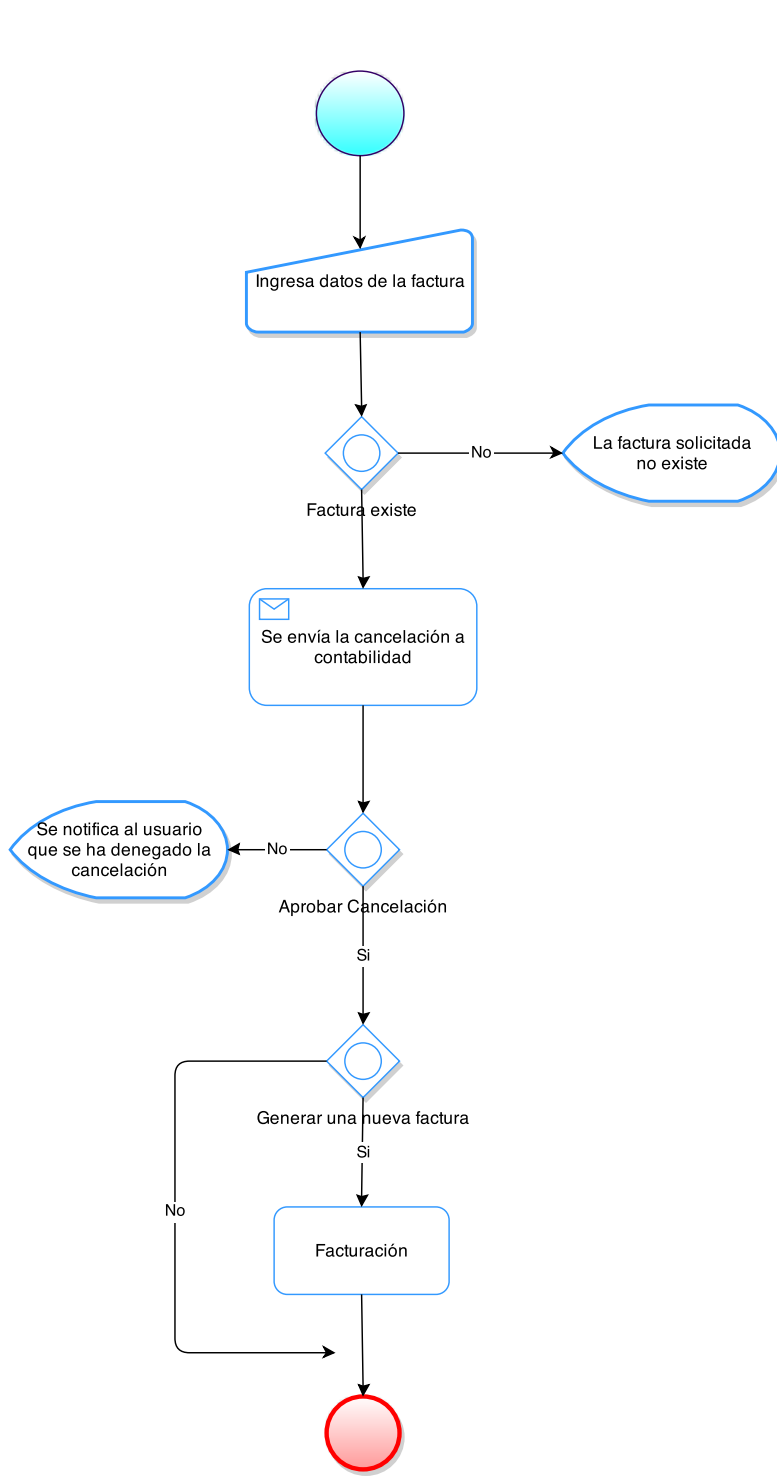 Ingresa datos de la factura
No
La factura solicitada
no existe
Factura existe
Se envía la cancelación a
contabilidad
Se notifica al usuario
que se ha denegado la
cancelación
No
Aprobar Cancelación
Si
Generar una nueva factura
Si
No
Facturación